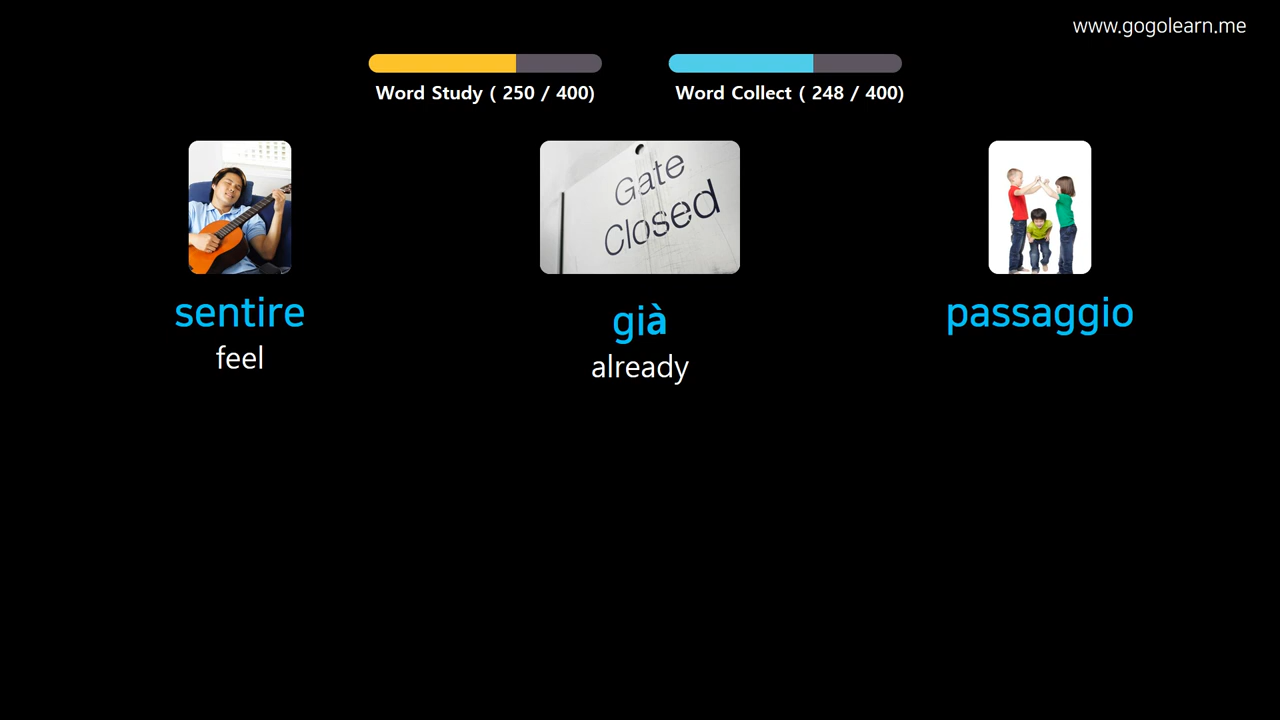 www.gogolearn.me
Word Study ( 250 / 400)
Word Collect ( 248 / 400)
Gate
Closed
sentire
feel
già
already
passaggio